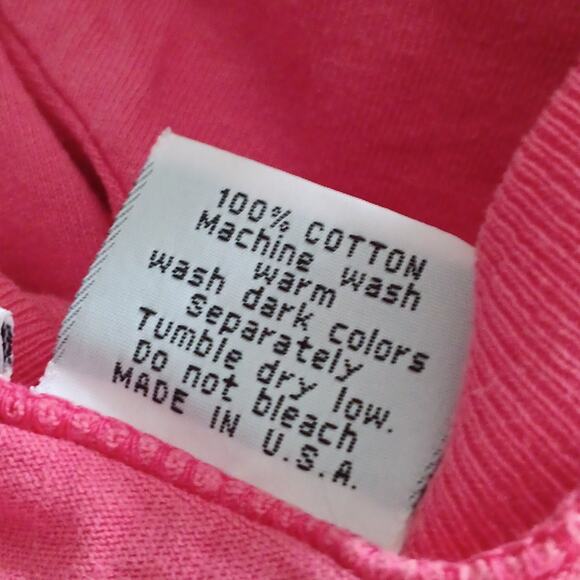 100% COTTON
Machine wash
warm
wash dark colors
Separately
Tumble dry low.
Do not bleach
MADE IN U.S.A.